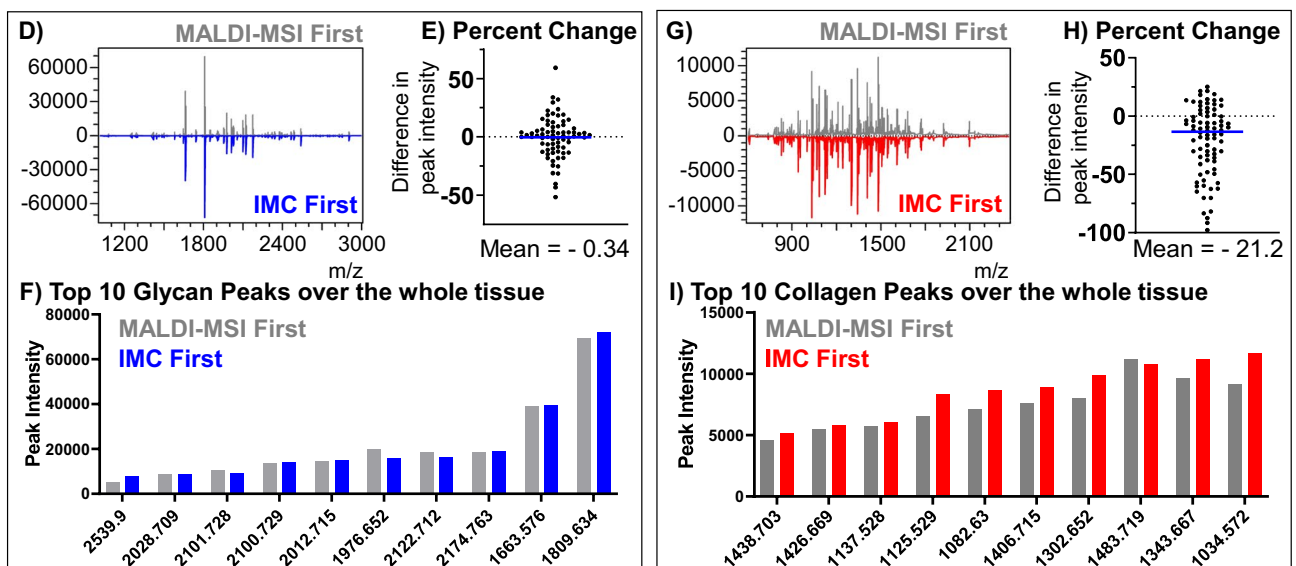 D)
MALDI-MSI First
60000
30000
0
-30000
-60000
IMC First
1200
1800
2400
3000
m/z
E) Percent Change
Difference in
peak intensity
50
0
-50
Mean = - 0.34
F) Top 10 Glycan Peaks over the whole tissue
MALDI-MSI First
IMC First
Peak Intensity
80000
60000
40000
20000
0
2539.9
2028.709
2101.728
2100.729
2012.715
1976.652
2122.712
2174.763
1663.576
1809.634
G)
MALDI-MSI First
10000
5000
0
-5000
-10000
IMC First
900
1500
2100
m/z
H) Percent Change
Difference in
peak intensity
50
0
-50
-100
Mean = - 21.2
I) Top 10 Collagen Peaks over the whole tissue
MALDI-MSI First
IMC First
Peak Intensity
15000
10000
5000
0
1438.703
1426.669
1137.528
1125.529
1082.63
1406.715
1302.652
1483.719
1343.667
1034.572